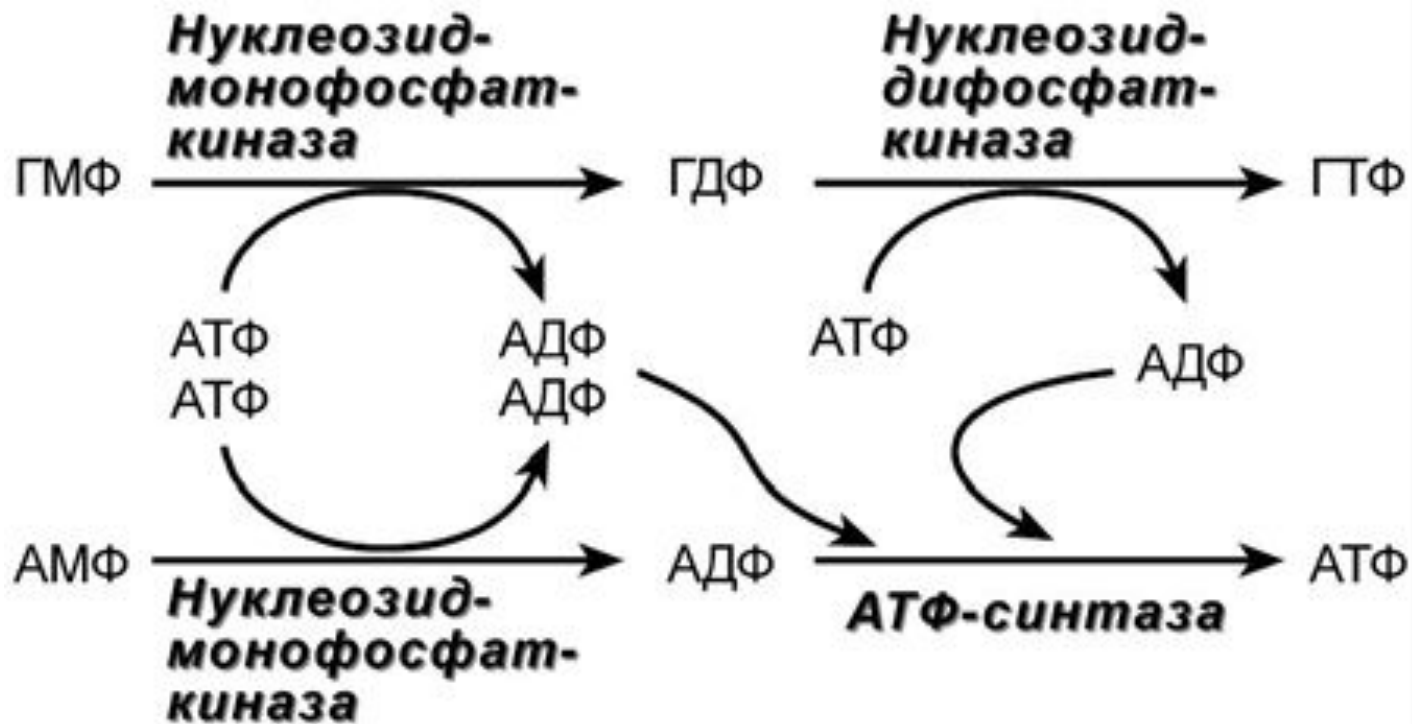 Нуклеозид-
монофосфат-
киназа
Нуклеозид-
дифосфат-
киназа
ГМФ
ГДФ
ГТФ
АТФ
АДФ
АТФ
АДФ
АТФ
АДФ
АМФ
АДФ
АТФ
Нуклеозид-
монофосфат-
киназа
АТФ-синтаза